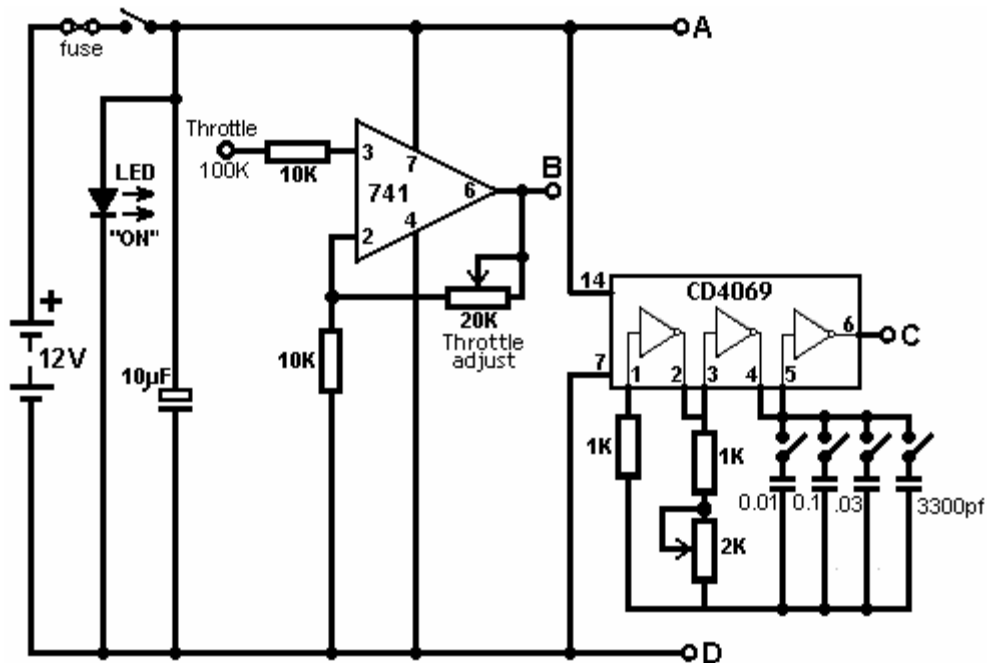 fuse
A
Throttle
100K
10K
3
7
741
6
4
2
B
LED
"ON"
20K
Throttle
adjust
10K
+
12V
10µF
14
CD4069
7
6
C
1
2
3
4
5
1K
1K
2K
0.01
0.1
.03
3300pf
D